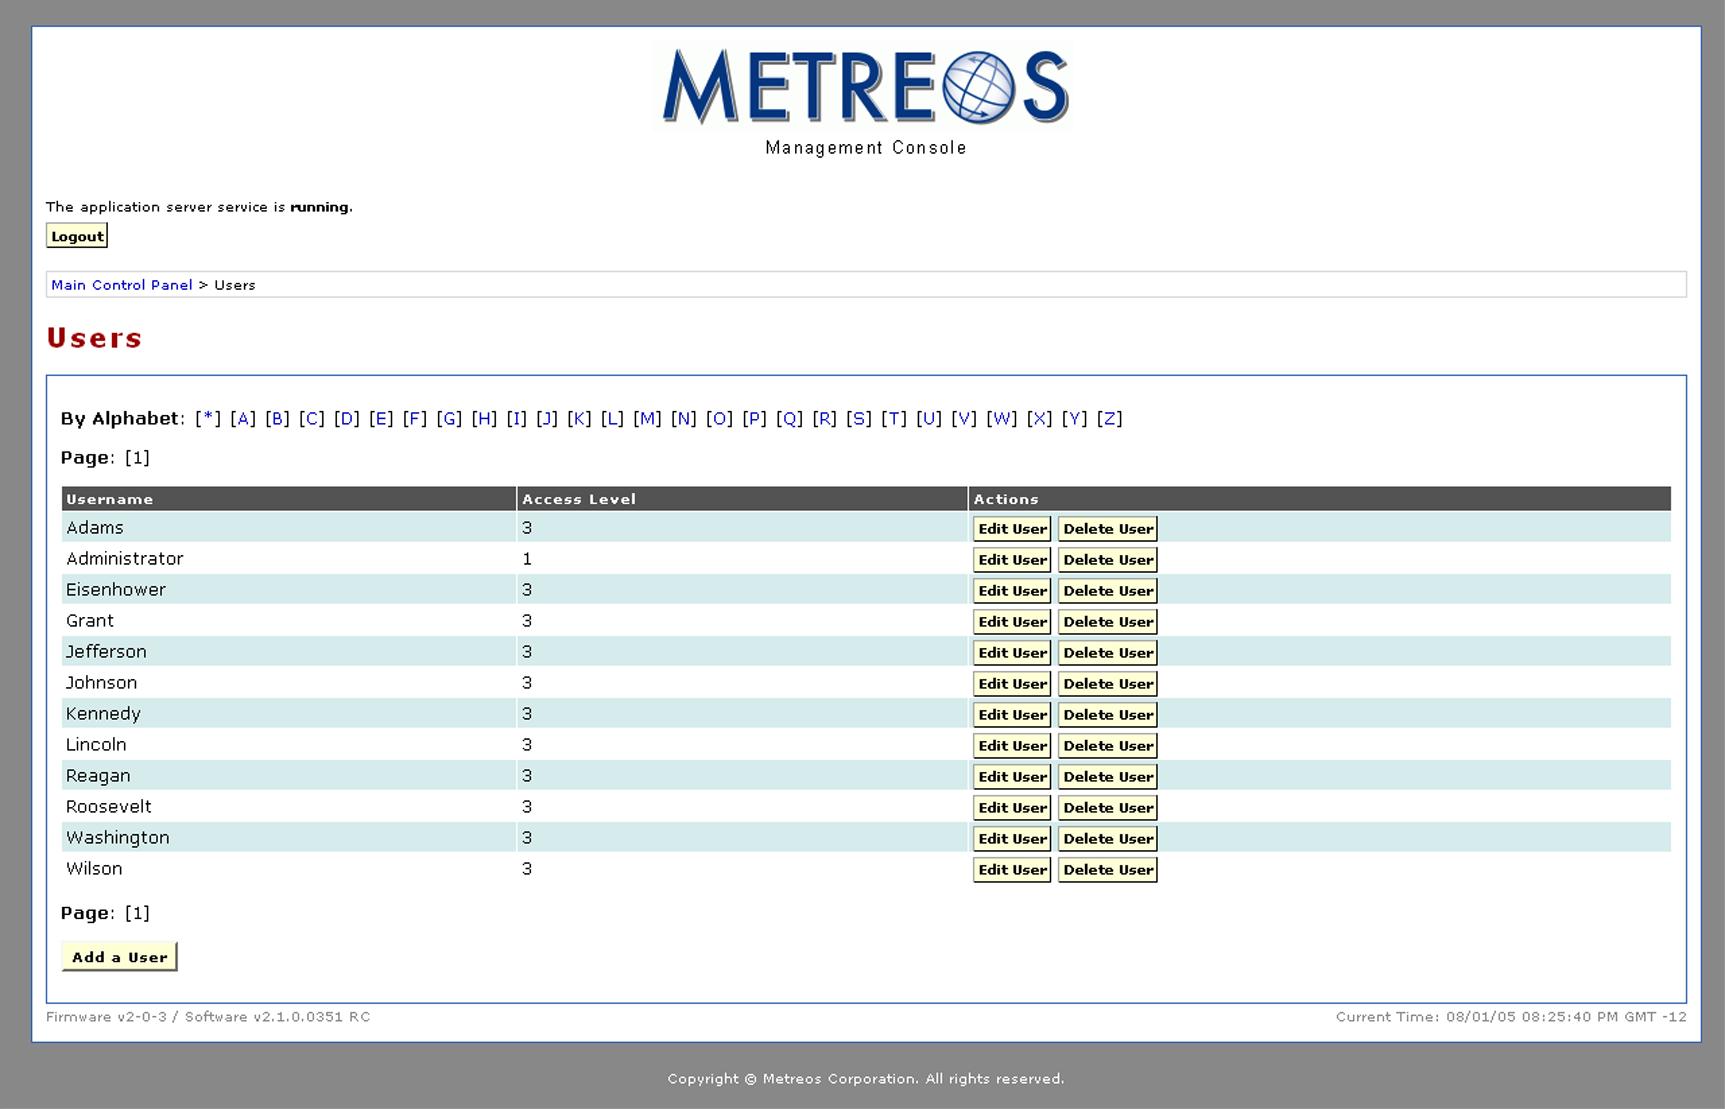 METREOS
Management Console
The application server service is running.
Logout
Main Control Panel > Users
Users
By Alphabet: [*] [A] [B] [C] [D] [E] [F] [G] [H] [I] [J] [K] [L] [M] [N] [O] [P] [Q] [R] [S] [T] [U] [V] [W] [X] [Y] [Z]
Page: [1]
Username Access Level Actions
Adams 3 Edit User Delete User
Administrator 1 Edit User Delete User
Eisenhower 3 Edit User Delete User
Grant 3 Edit User Delete User
Jefferson 3 Edit User Delete User
Johnson 3 Edit User Delete User
Kennedy 3 Edit User Delete User
Lincoln 3 Edit User Delete User
Reagan 3 Edit User Delete User
Roosevelt 3 Edit User Delete User
Washington 3 Edit User Delete User
Wilson 3 Edit User Delete User
Page: [1]
Add a User
Firmware v2-0-3 / Software v2.1.0.0351 RC Current Time: 08/01/05 08:25:40 PM GMT -12
Copyright © Metreos Corporation. All rights reserved.